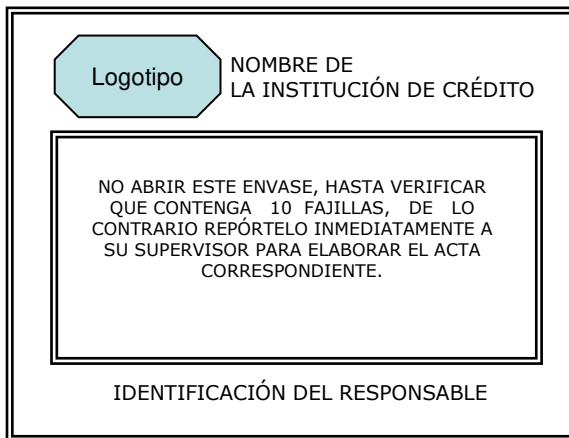 Logotipo
NOMBRE DE
LA INSTITUCIÓN DE CRÉDITO
NO ABRIR ESTE ENVASE, HASTA VERIFICAR
QUE CONTENGA 10 FAJILLAS, DE LO
CONTRARIO REPÓRTELO INMEDIATAMENTE A
SU SUPERVISOR PARA ELABORAR EL ACTA
CORRESPONDIENTE.
IDENTIFICACIÓN DEL RESPONSABLE